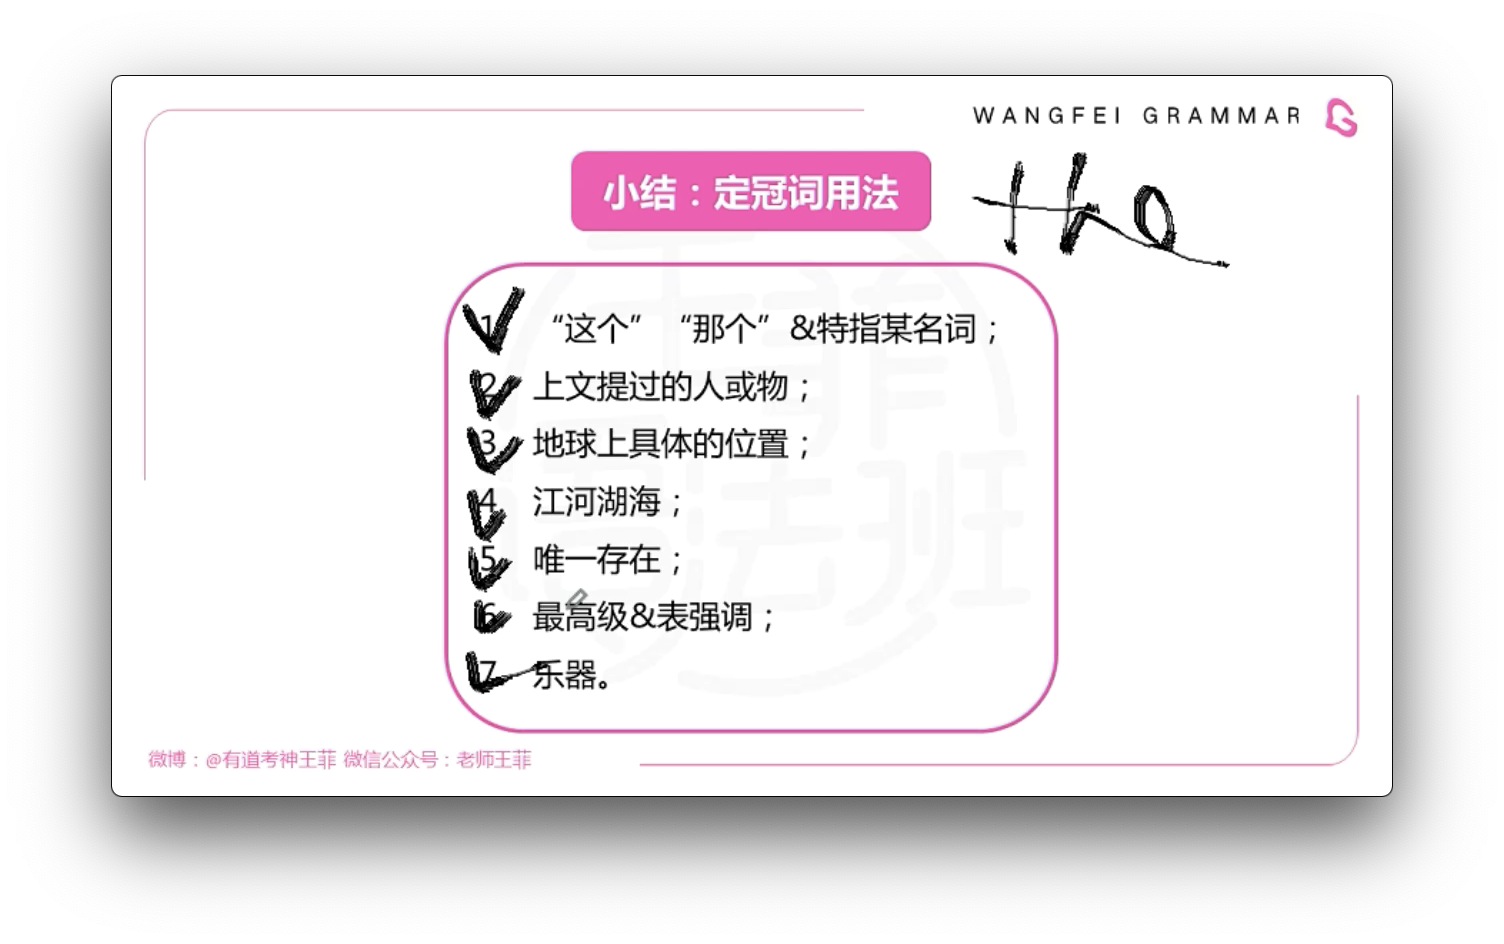 WANGFEI GRAMMAR
小结：定冠词用法
the
1 “这个” “那个”&特指某名词；
2 上文提过的人或物；
3 地球上具体的位置；
4 江河湖海；
5 唯一存在；
6 最高级&表强调；
7 乐器。
微博：@有道考神王菲 微信公众号：老师王菲